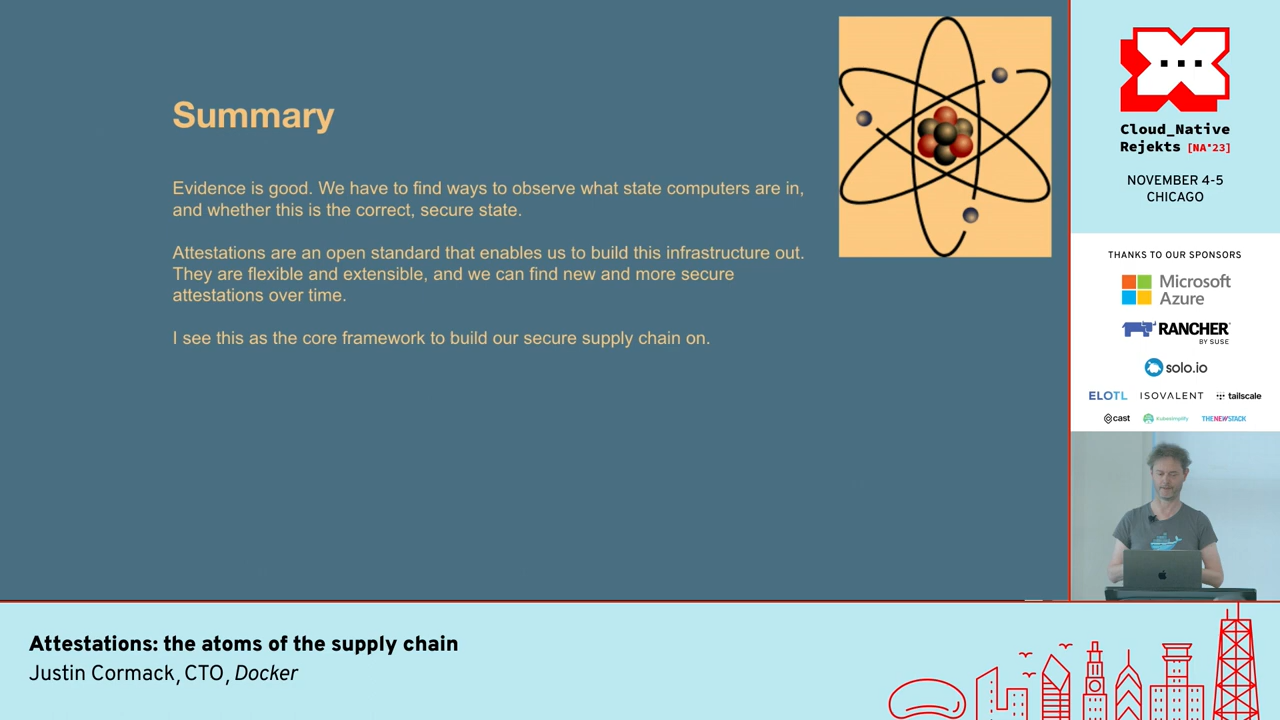 Summary
Evidence is good. We have to find ways to observe what state computers are in,
and whether this is the correct, secure state.
Attestations are an open standard that enables us to build this infrastructure out.
They are flexible and extensible, and we can find new and more secure
attestations over time.
I see this as the core framework to build our secure supply chain on.
Cloud_Native
Rejekts [NA'23]
NOVEMBER 4-5
CHICAGO
THANKS TO OUR SPONSORS
Microsoft
Azure
RANCHER
BY SUSE
solo.io
ELOTL ISOVALENT tailscale
cast kubesimplify THENEWSTACK
Attestations: the atoms of the supply chain
Justin Cormack, CTO, Docker